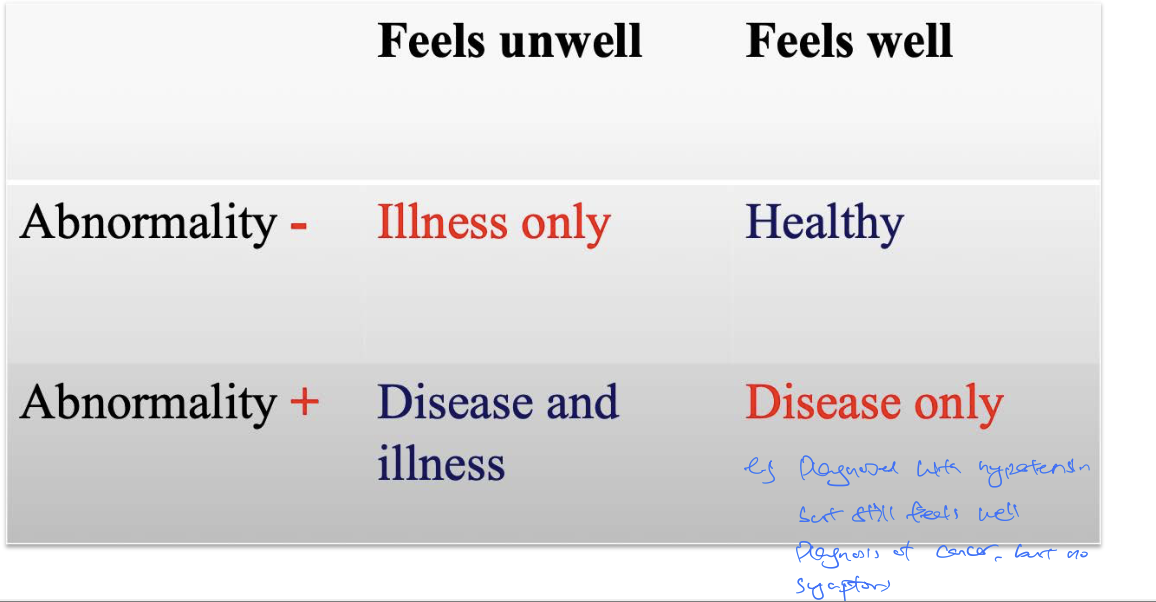 Feels unwell Feels well
Abnormality - Illness only Healthy
Abnormality + Disease and Disease only
illness
eg Diagnosed with hypertension
but still feels well
Diagnosis of cancer, but no
symptoms